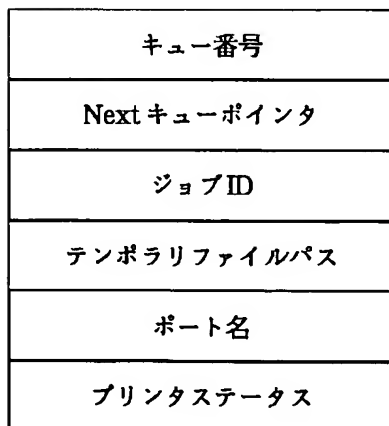 キュー番号
Nextキューポインタ
ジョブID
テンポラリファイルパス
ポート名
プリンタステータス